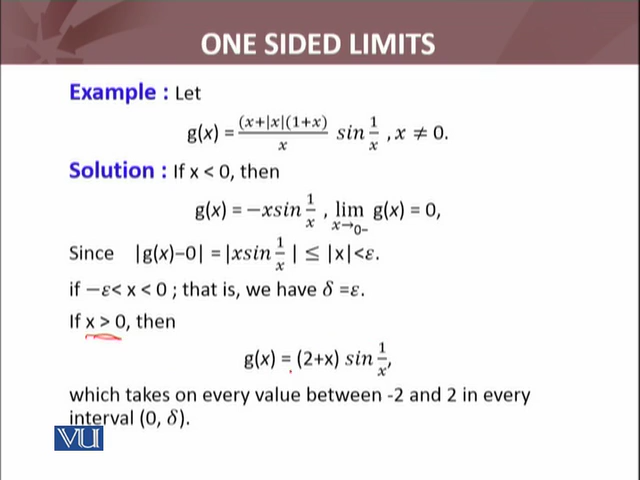 ONE SIDED LIMITS
Example : Let
g(x) = (x+|x|(1+x)/x sin 1/x , x ≠ 0.
Solution : If x < 0, then
g(x) = −xsin 1/x , lim x→0− g(x) = 0,
Since |g(x)−0| = |xsin 1/x | ≤ |x|<ε.
if −ε< x < 0 ; that is, we have δ =ε.
If x > 0, then
g(x) = (2+x) sin 1/x,
which takes on every value between -2 and 2 in every
interval (0, δ).
VU